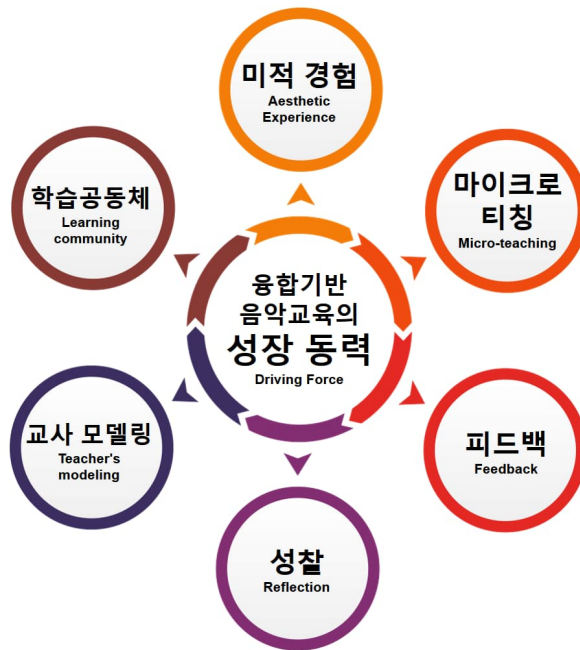 미적 경험
Aesthetic
Experience
마이크로
티칭
Micro-teaching
피드백
Feedback
성찰
Reflection
교사 모델링
Teacher's
modeling
학습공동체
Learning
community
융합기반
음악교육의
성장 동력
Driving Force